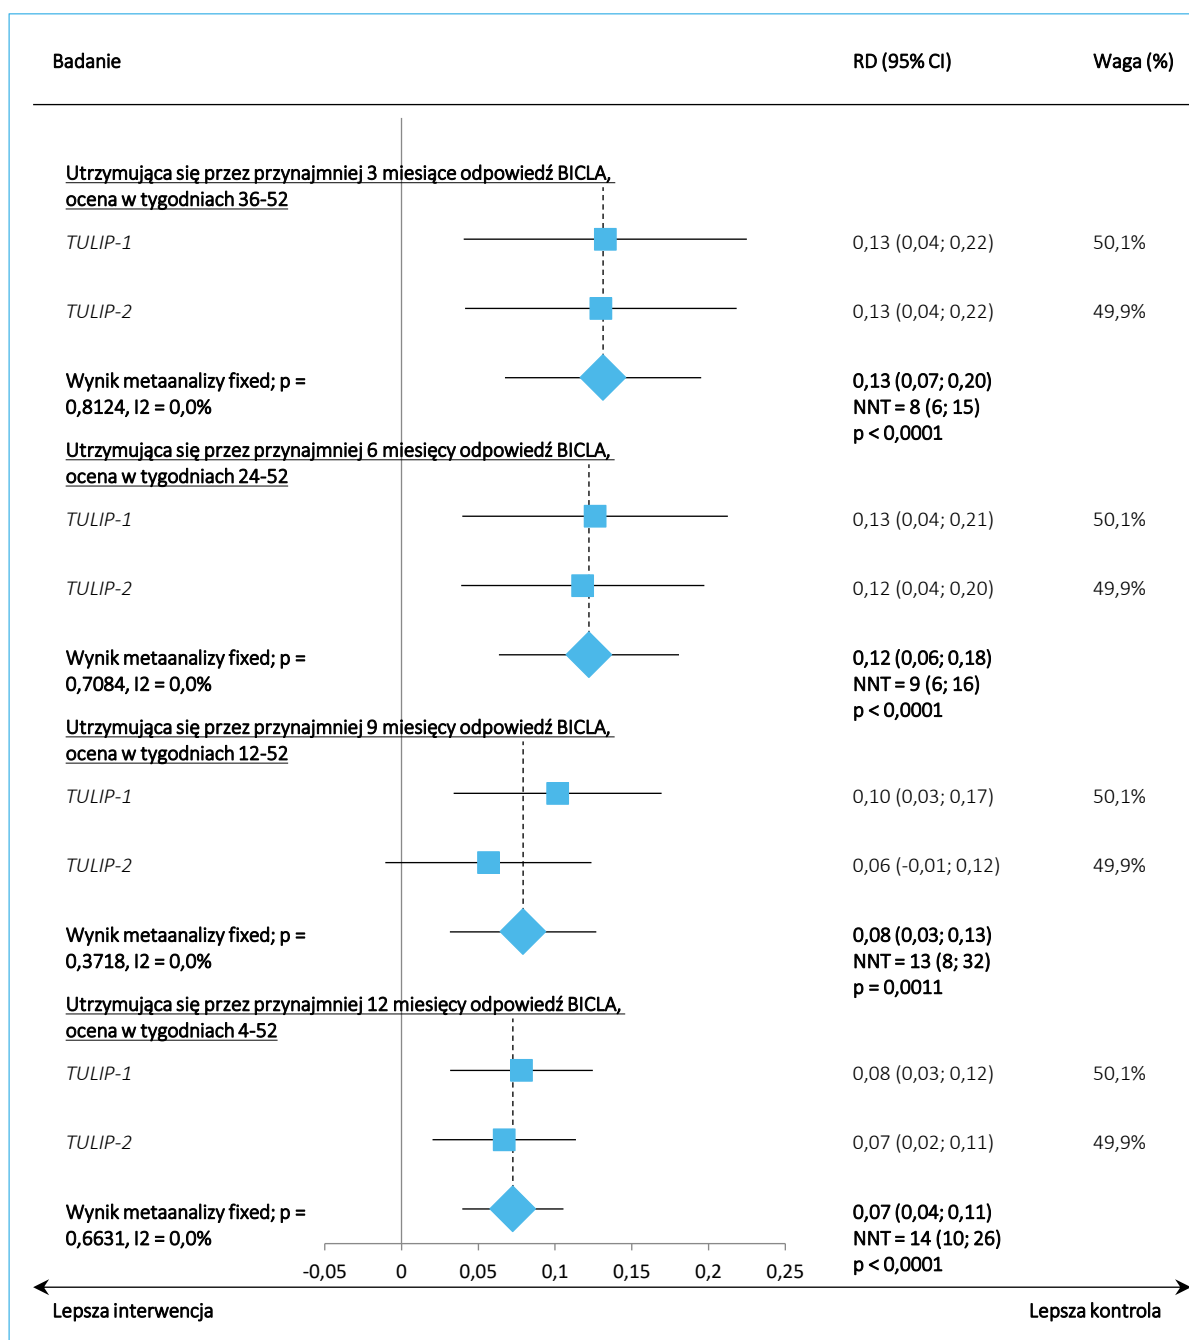 Badanie RD (95% CI) Waga (%)
Utrzymująca się przez przynajmniej 3 miesiące odpowiedź BICLA,
ocena w tygodniach 36-52
TULIP-1 0,13 (0,04; 0,22) 50,1%
TULIP-2 0,13 (0,04; 0,22) 49,9%
Wynik metaanalizy fixed; p = 0,13 (0,07; 0,20)
0,8124, I2 = 0,0% NNT = 8 (6; 15)
p < 0,0001
Utrzymująca się przez przynajmniej 6 miesięcy odpowiedź BICLA,
ocena w tygodniach 24-52
TULIP-1 0,13 (0,04; 0,21) 50,1%
TULIP-2 0,12 (0,04; 0,20) 49,9%
Wynik metaanalizy fixed; p = 0,12 (0,06; 0,18)
0,7084, I2 = 0,0% NNT = 9 (6; 16)
p < 0,0001
Utrzymująca się przez przynajmniej 9 miesięcy odpowiedź BICLA,
ocena w tygodniach 12-52
TULIP-1 0,10 (0,03; 0,17) 50,1%
TULIP-2 0,06 (-0,01; 0,12) 49,9%
Wynik metaanalizy fixed; p = 0,08 (0,03; 0,13)
0,3718, I2 = 0,0% NNT = 13 (8; 32)
p = 0,0011
Utrzymująca się przez przynajmniej 12 miesięcy odpowiedź BICLA,
ocena w tygodniach 4-52
TULIP-1 0,08 (0,03; 0,12) 50,1%
TULIP-2 0,07 (0,02; 0,11) 49,9%
Wynik metaanalizy fixed; p = 0,07 (0,04; 0,11)
0,6631, I2 = 0,0% NNT = 14 (10; 26)
p < 0,0001
-0,05 0 0,05 0,1 0,15 0,2 0,25
Lepsza interwencja Lepsza kontrola